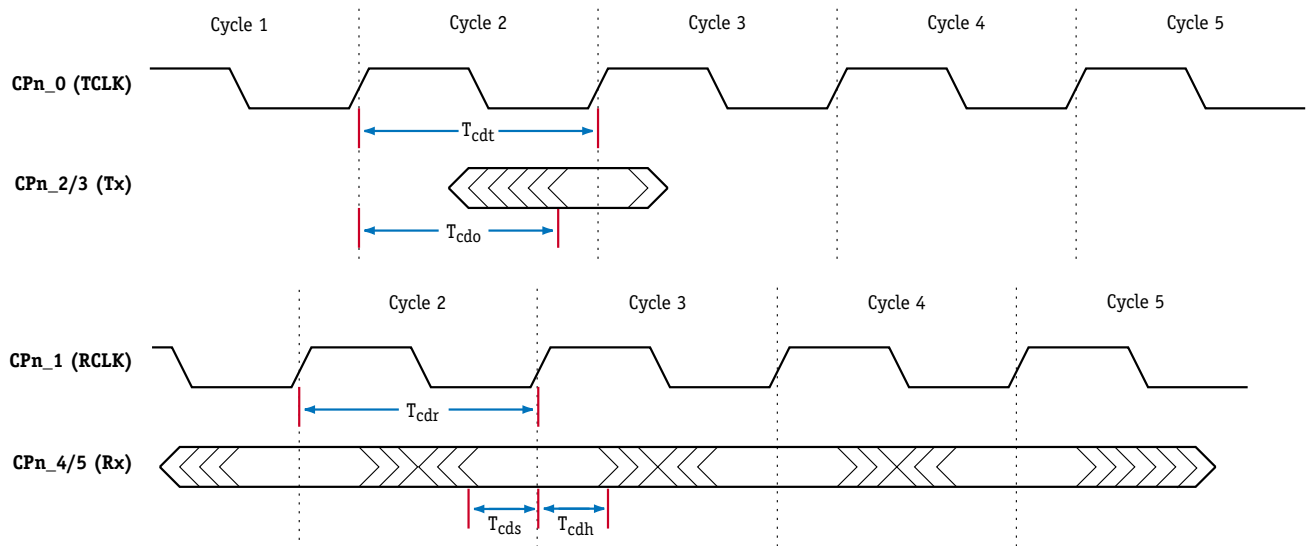 Cycle 1 Cycle 2 Cycle 3 Cycle 4 Cycle 5
CPn_0 (TCLK)
Tcdt
CPn_2/3 (Tx)
Tcdo
Cycle 2 Cycle 3 Cycle 4 Cycle 5
CPn_1 (RCLK)
Tcdr
CPn_4/5 (Rx)
Tcds Tcdh